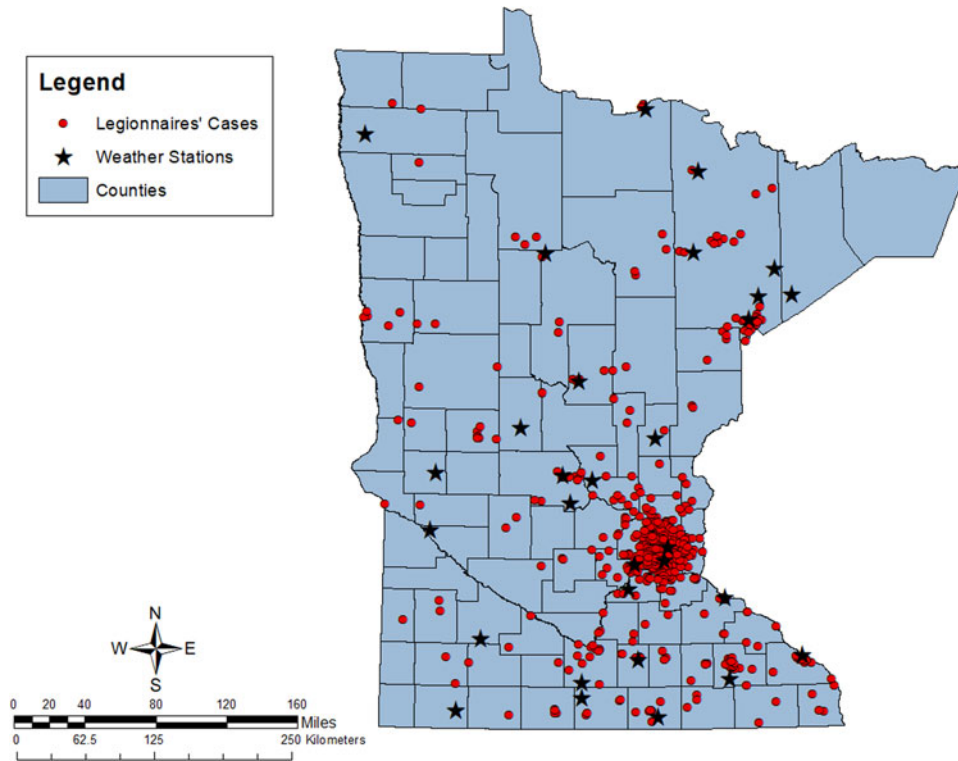 Legend
Legionnaires' Cases
Weather Stations
Counties
N
W E
S
0 20 40 80 120 160
Miles
0 62.5 125 250 Kilometers